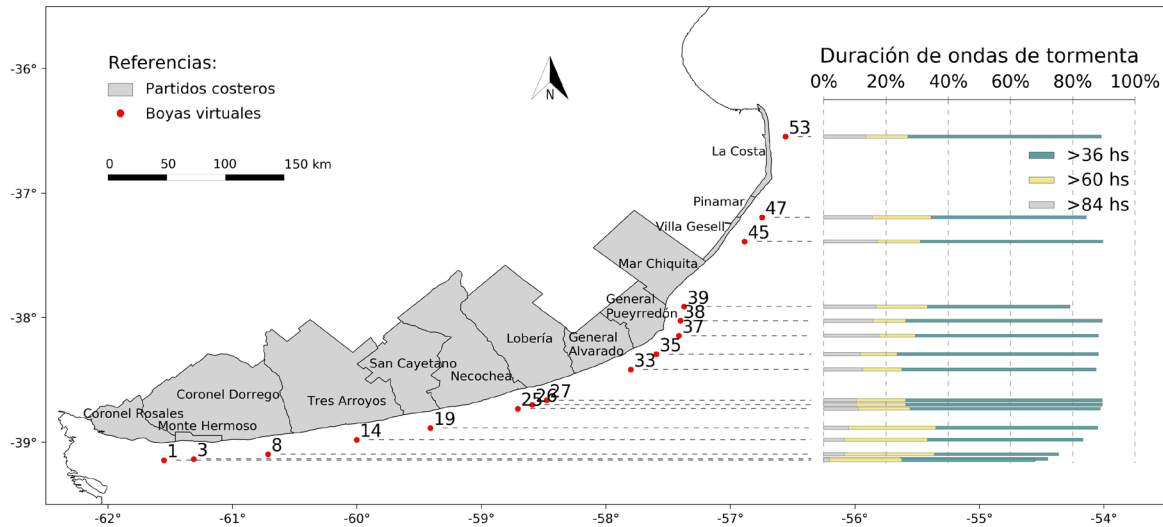 Referencias:
Partidos costeros
Boyas virtuales
0 50 100 150 km
N
Duración de ondas de tormenta
0% 20% 40% 60% 80% 100%
>36 hs
>60 hs
>84 hs
-36°
-37°
-38°
-39°
53
La Costa
Pinamar
47
Villa Gesell
45
Mar Chiquita
39
General
Pueyrredón
38
37
Lobería
General
Alvarado
35
San Cayetano
33
Necochea
27
26
25
Coronel Dorrego
Tres Arroyos
Coronel Rosales
Monte Hermoso
19
14
8
3
1
-62° -61° -60° -59° -58° -57° -56° -55° -54°